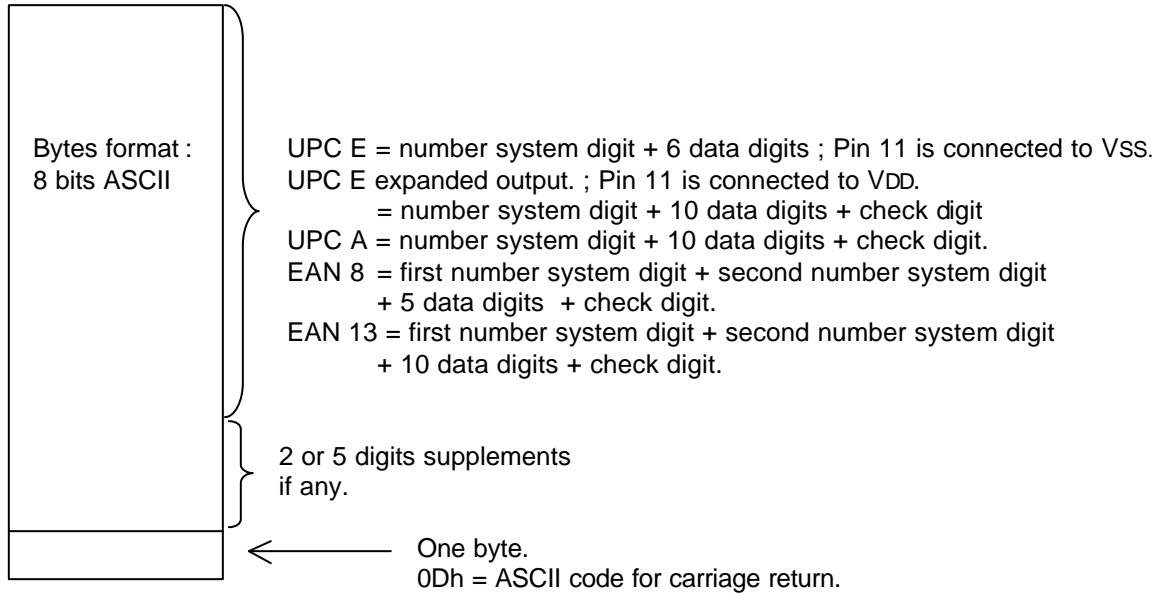 Bytes format :
8 bits ASCII
UPC E = number system digit + 6 data digits ; Pin 11 is connected to VSS.
UPC E expanded output. ; Pin 11 is connected to VDD.
= number system digit + 10 data digits + check digit
UPC A = number system digit + 10 data digits + check digit.
EAN 8 = first number system digit + second number system digit
+ 5 data digits + check digit.
EAN 13 = first number system digit + second number system digit
+ 10 data digits + check digit.
2 or 5 digits supplements
if any.
One byte.
0Dh = ASCII code for carriage return.